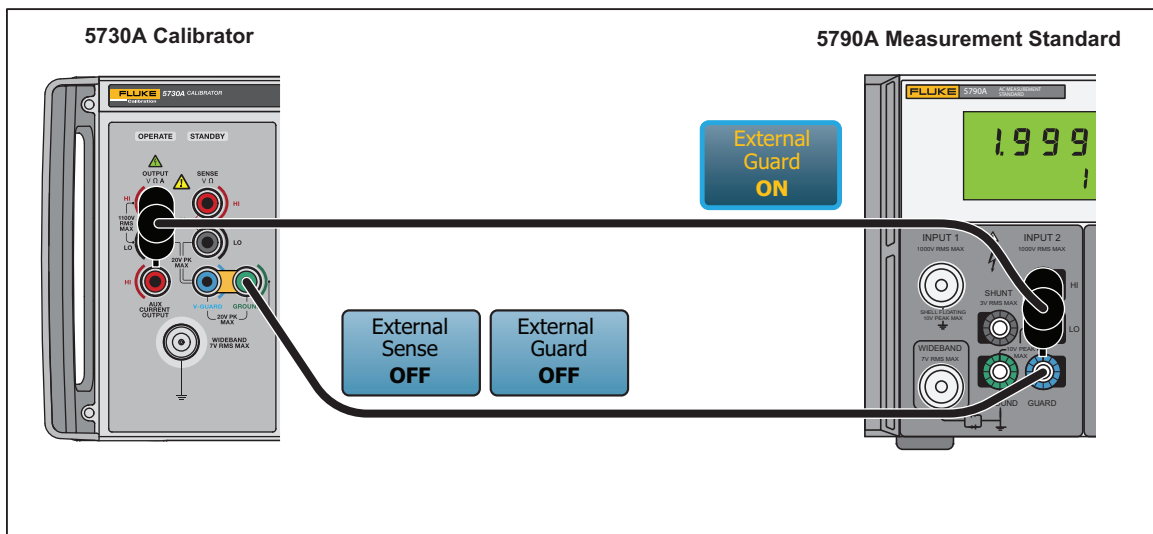 5730A Calibrator
5790A Measurement Standard
FLUKE
Calibration
5730A CALIBRATOR
OPERATE STANDBY
OUTPUT
V Ω A
SENSE
V Ω
HI
HI
1100V
RMS
MAX
LO
LO
20V PK
MAX
HI
AUX
CURRENT
OUTPUT
V-GUARD
20V PK
MAX
WIDEBAND
7V RMS MAX
External
Sense
OFF
External
Guard
OFF
External
Guard
ON
FLUKE
5790A
AC MEASUREMENT
STANDARD
1.999
1
INPUT 1
1000V RMS MAX
INPUT 2
1000V RMS MAX
HI
SHUNT
3V RMS MAX
SHELL FLOATING
10V PEAK MAX
LO
WIDEBAND
7V RMS MAX
10V PEAK
MAX
GUARD